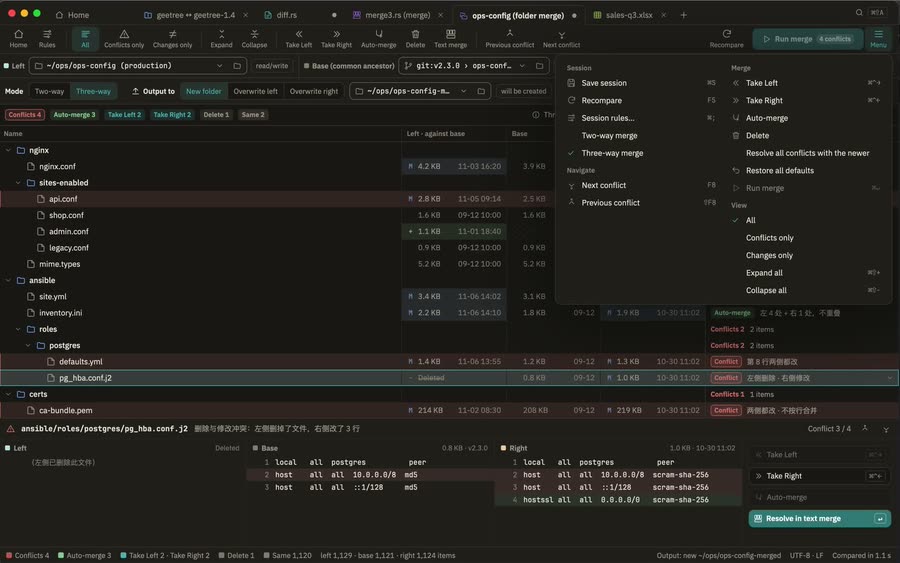 Home
geetree ⇔ geetree-1.4
diff.rs
merge3.rs (merge)
ops-config (folder merge)
sales-q3.xlsx
Home
Rules
All
Conflicts only
Changes only
Expand
Collapse
Take Left
Take Right
Auto-merge
Delete
Text merge
Previous conflict
Next conflict
Recompare
Run merge 4 conflicts
Menu
Left
~/ops/ops-config (production)
read/write
Base (common ancestor)
git:v2.3.0 › ops-conf…
Mode
Two-way
Three-way
Output to
New folder
Overwrite left
Overwrite right
~/ops/ops-config-m…
will be created
Conflicts 4
Auto-merge 3
Take Left 2
Take Right 2
Delete 1
Same 2
Name
Left · against base
Base
nginx
nginx.conf M 4.2 KB 11-03 16:20 3.9 KB
sites-enabled
api.conf M 2.8 KB 11-05 09:14 2.5 KB
shop.conf 1.6 KB 09-12 10:00 1.6 KB
admin.conf + 1.1 KB 11-01 18:40
legacy.conf 0.9 KB 09-12 10:00 0.9 KB
mime.types 5.2 KB 09-12 10:00 5.2 KB
ansible
site.yml M 3.4 KB 11-06 14:02 3.1 KB
inventory.ini M 2.2 KB 11-06 14:10 1.8 KB 09-12 M 1.9 KB 10-30 11:02 Auto-merge 左 4 处 + 右 1 处，不重叠
roles Conflicts 2 2 items
postgres Conflicts 2 2 items
defaults.yml M 1.4 KB 11-06 13:55 1.2 KB 09-12 M 1.3 KB 10-30 11:02 Conflict 第 8 行两侧都改
pg_hba.conf.j2 - Deleted 0.8 KB 09-12 M 1.0 KB 10-30 11:02 Conflict 左侧删除 · 右侧修改
certs Conflicts 1 1 items
ca-bundle.pem M 214 KB 11-02 08:30 208 KB 09-12 M 219 KB 10-30 11:02 Conflict 两侧都改 · 不按行合并
Session
Save session ⌘S
Recompare F5
Session rules… ⌘;
Two-way merge
✓ Three-way merge
Navigate
Next conflict F8
Previous conflict ⇧F8
Merge
Take Left
Take Right
Auto-merge
Delete
Resolve all conflicts with the newer
Restore all defaults
Run merge
View
✓ All
Conflicts only
Changes only
Expand all
Collapse all
ansible/roles/postgres/pg_hba.conf.j2 删除与修改冲突：左侧删掉了文件，右侧改了 3 行
Conflict 3 / 4
Left Deleted
（左侧已删除此文件）
Base 0.8 KB · v2.3.0
1 local all postgres peer
2 host all all 10.0.0.0/8 md5
3 host all all ::1/128 md5
Right 1.0 KB · 10-30 11:02
1 local all postgres peer
2 host all all 10.0.0.0/8 scram-sha-256
3 host all all ::1/128 scram-sha-256
4 hostssl all all 0.0.0.0/0 scram-sha-256
Take Left
Take Right
Auto-merge
Resolve in text merge
Conflicts 4
Auto-merge 3
Take Left 2 · Take Right 2
Delete 1
Same 1,120
left 1,129 · base 1,121 · right 1,124 items
Output: new ~/ops/ops-config-merged
UTF-8 · LF
Compared in 1.1 s